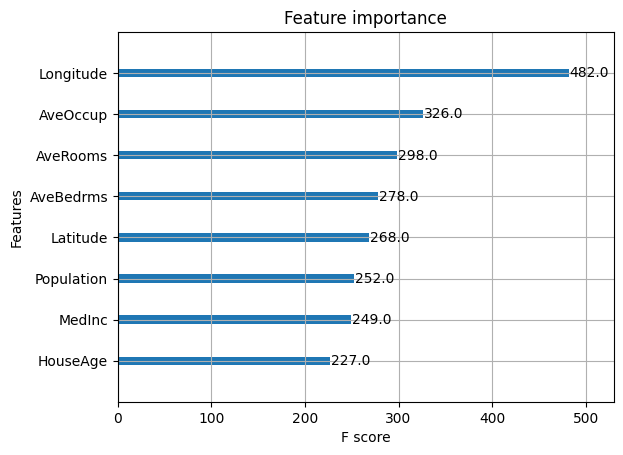 Feature importance
Features
Longitude 482.0
AveOccup 326.0
AveRooms 298.0
AveBedrms 278.0
Latitude 268.0
Population 252.0
MedInc 249.0
HouseAge 227.0
0 100 200 300 400 500
F score